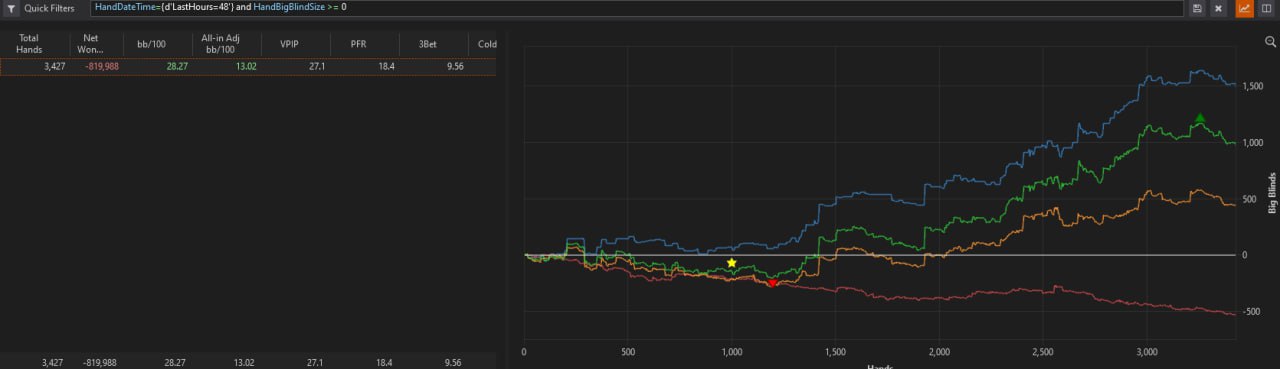 Quick Filters HandDateTime={d'LastHours=48'} and HandBigBlindSize >= 0
Total Hands Net Won... bb/100 All-in Adj bb/100 VPIP PFR 3Bet Cold
3,427 -819,988 28.27 13.02 27.1 18.4 9.56
3,427 -819,988 28.27 13.02 27.1 18.4 9.56
1,500
1,000
500
0
-500
Big Blinds
0 500 1,000 1,500 2,000 2,500 3,000
Hands